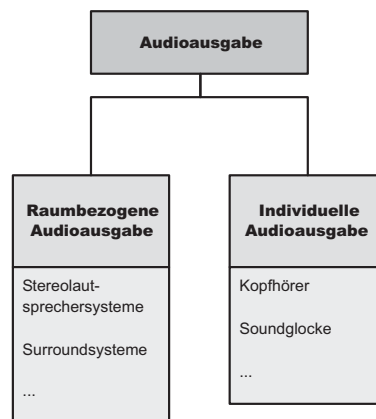 Audioausgabe
Raumbezogene
Audioausgabe
Stereolaut-
sprechersysteme
Surroundsysteme
...
Individuelle
Audioausgabe
Kopfhörer
Soundglocke
...